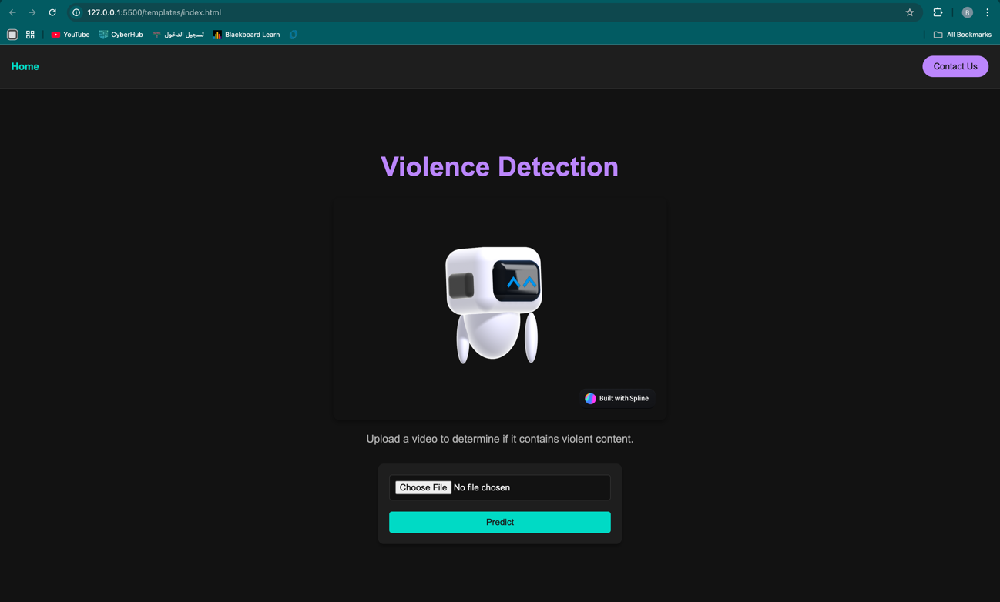 127.0.0.1:5500/templates/index.html
R
YouTube CyberHub تسجيل الدخول Blackboard Learn All Bookmarks
Home Contact Us
Violence Detection
Built with Spline
Upload a video to determine if it contains violent content.
Choose File No file chosen
Predict